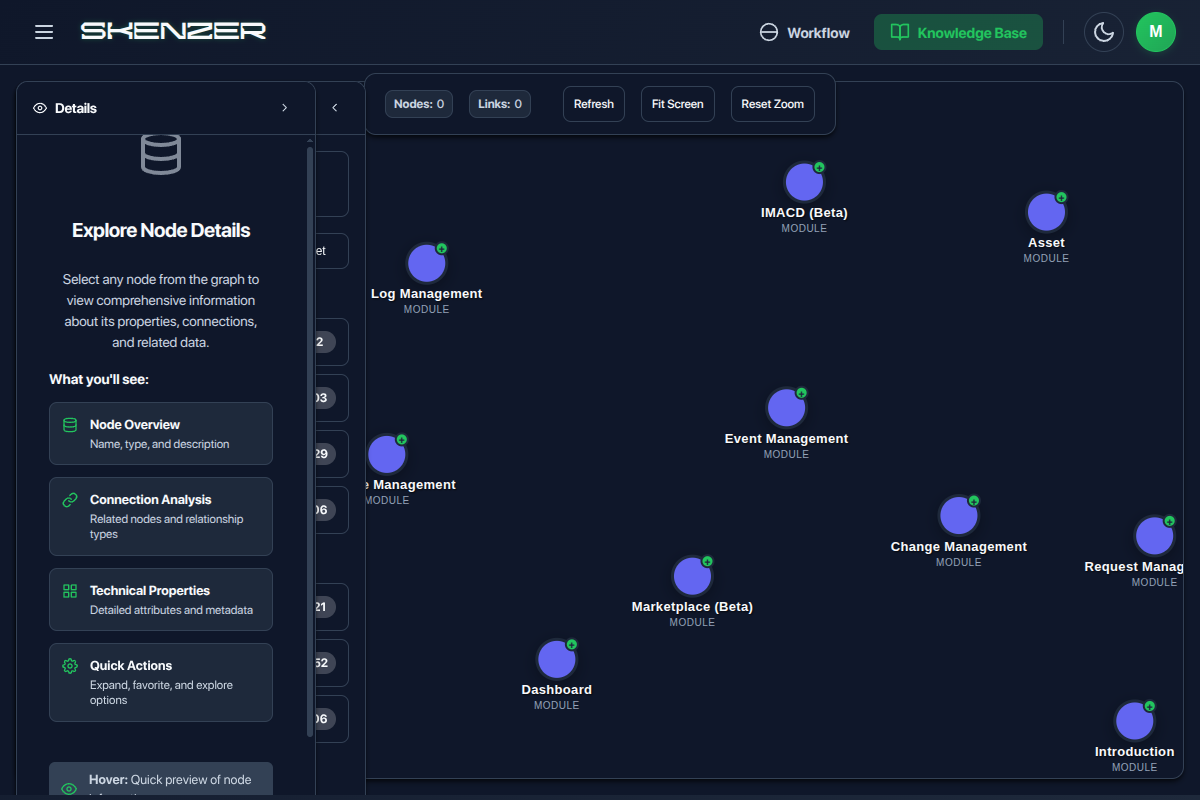 SKENZER
Workflow
Knowledge Base
M
Details
Nodes: 0
Links: 0
Refresh
Fit Screen
Reset Zoom
Explore Node Details
Select any node from the graph to
view comprehensive information
about its properties, connections,
and related data.
What you'll see:
Node Overview
Name, type, and description
Connection Analysis
Related nodes and relationship
types
Technical Properties
Detailed attributes and metadata
Quick Actions
Expand, favorite, and explore
options
Hover: Quick preview of node
et
2
03
29
06
21
52
06
IMACD (Beta)
MODULE
Asset
MODULE
Log Management
MODULE
Event Management
MODULE
e Management
MODULE
Change Management
MODULE
Request Manag
MODULE
Marketplace (Beta)
MODULE
Dashboard
MODULE
Introduction
MODULE